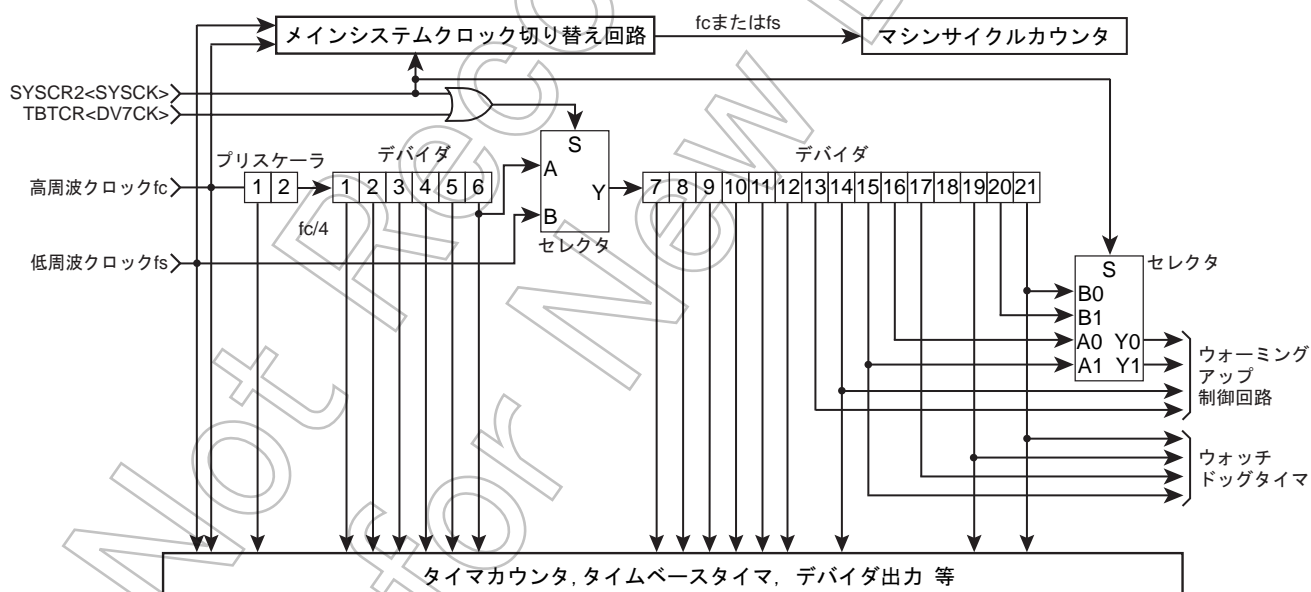 fcまたはfs
メインシステムクロック切り替え回路
マシンサイクルカウンタ
SYSCR2<SYSCK>
TBTCR<DV7CK>
プリスケーラ
デバイダ
S
デバイダ
高周波クロックfc
1 2
1 2 3 4 5 6
A
Y
B
7 8 9 10 11 12 13 14 15 16 17 18 19 20 21
fc/4
セレクタ
低周波クロックfs
S
セレクタ
B0
B1
A0 Y0
A1 Y1
ウォーミング
アップ
制御回路
ウォッチ
ドッグタイマ
タイマカウンタ, タイムベースタイマ, デバイダ出力 等